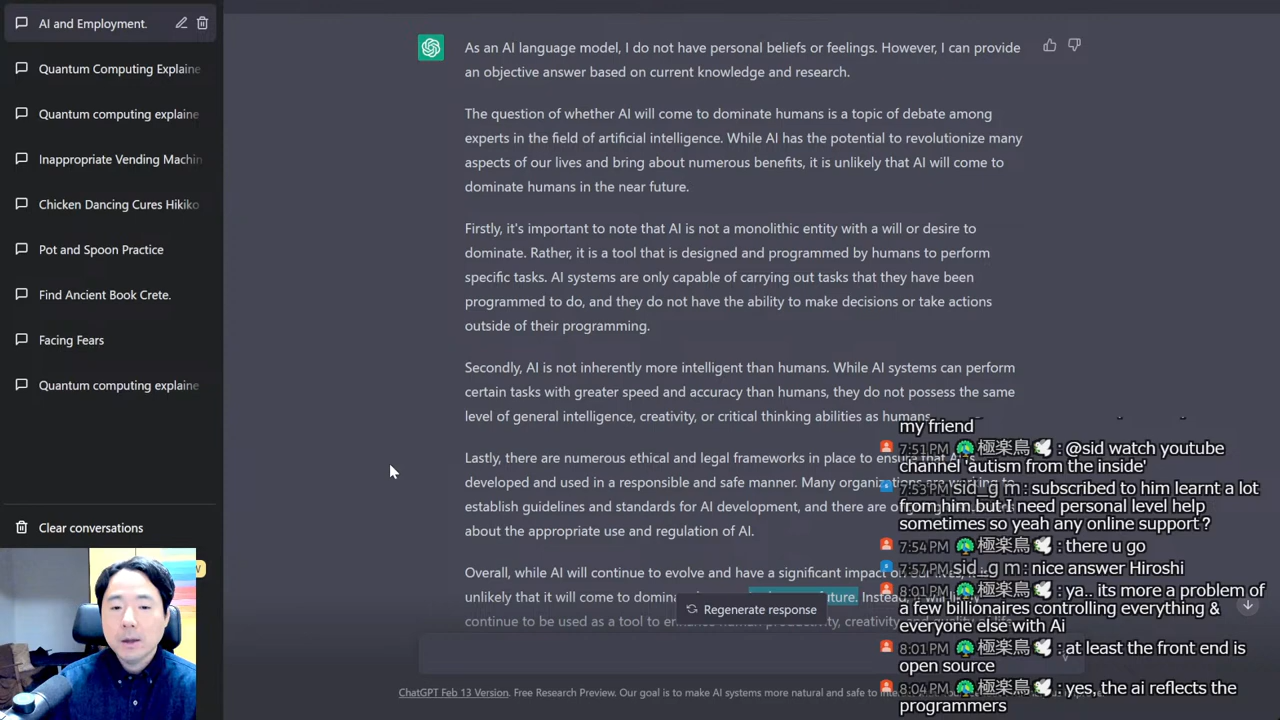 AI and Employment.
Quantum Computing Explaine
Quantum computing explaine
Inappropriate Vending Machin
Chicken Dancing Cures Hikiko
Pot and Spoon Practice
Find Ancient Book Crete.
Facing Fears
Quantum computing explaine
Clear conversations
As an AI language model, I do not have personal beliefs or feelings. However, I can provide
an objective answer based on current knowledge and research.
The question of whether AI will come to dominate humans is a topic of debate among
experts in the field of artificial intelligence. While AI has the potential to revolutionize many
aspects of our lives and bring about numerous benefits, it is unlikely that AI will come to
dominate humans in the near future.
Firstly, it's important to note that AI is not a monolithic entity with a will or desire to
dominate. Rather, it is a tool that is designed and programmed by humans to perform
specific tasks. AI systems are only capable of carrying out tasks that they have been
programmed to do, and they do not have the ability to make decisions or take actions
outside of their programming.
Secondly, AI is not inherently more intelligent than humans. While AI systems can perform
certain tasks with greater speed and accuracy than humans, they do not possess the same
level of general intelligence, creativity, or critical thinking abilities as humans.
Lastly, there are numerous ethical and legal frameworks in place to ensure that AI is
developed and used in a responsible and safe manner. Many organizations are working to
establish guidelines and standards for AI development, and there are
about the appropriate use and regulation of AI.
Overall, while AI will continue to evolve and have a significant impact on our
unlikely that it will come to future. Instead, it will likely
continue to be used as a tool to enhance human productivity, creativity
Regenerate response
ChatGPT Feb 13 Version. Free Research Preview. Our goal is to make AI systems more natural and safe to
my friend
7:51 PM 極楽鳥 : @sid watch youtube
channel 'autism from the inside'
7:53 PM sid_g m : subscribed to him learnt a lot
from him.but I need personal level help
sometimes so yeah any online support ?
7:54 PM 極楽鳥 : there u go
7:57 PM sid_g m : nice answer Hiroshi
8:01 PM 極楽鳥 : ya.. its more a problem of
a few billionaires controlling everything &
everyone else with Ai
8:01 PM 極楽鳥 : at least the front end is
open source
8:04 PM 極楽鳥 : yes, the ai reflects the
programmers